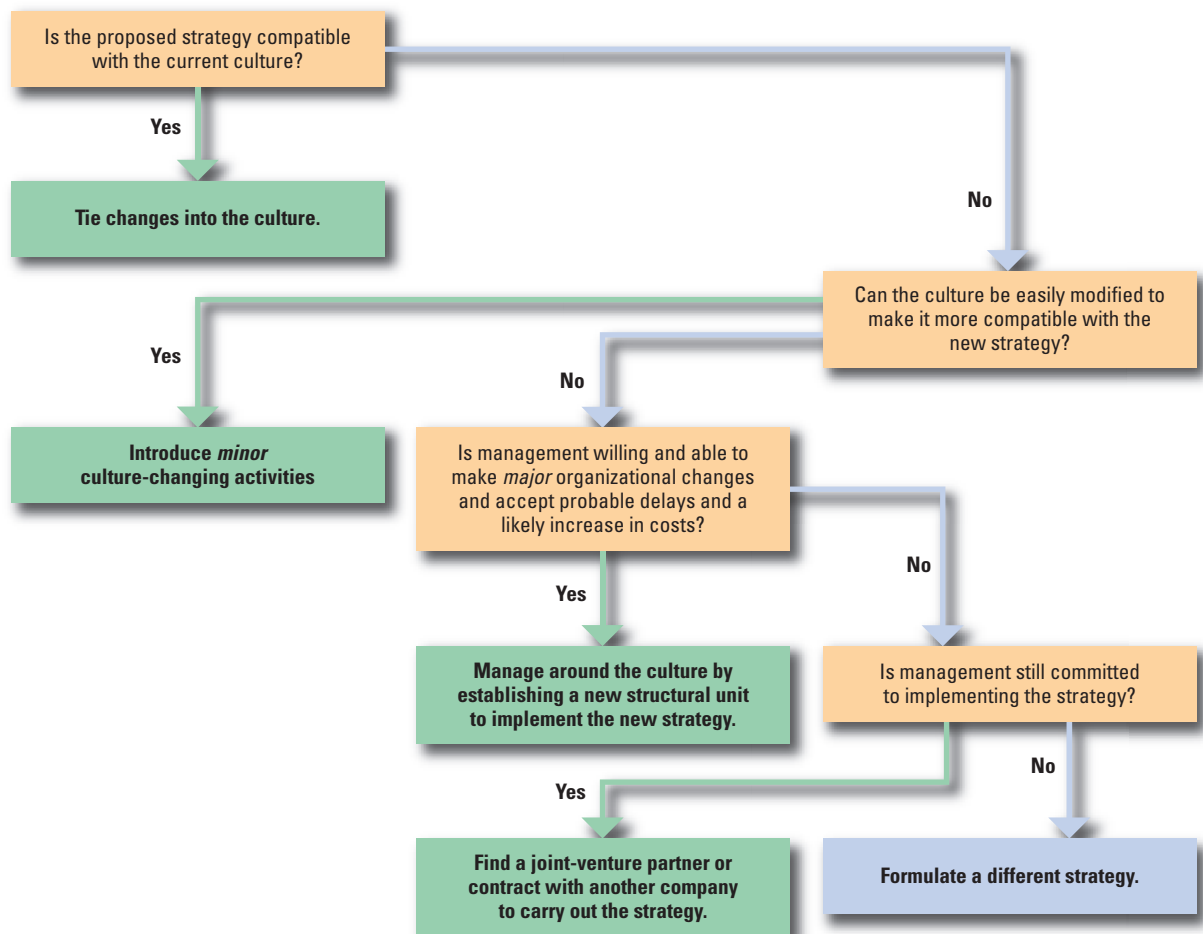 Is the proposed strategy compatible
with the current culture?
Yes
Tie changes into the culture.
No
Can the culture be easily modified to
make it more compatible with the
new strategy?
Yes
Introduce minor
culture-changing activities
No
Is management willing and able to
make major organizational changes
and accept probable delays and a
likely increase in costs?
Yes
Manage around the culture by
establishing a new structural unit
to implement the new strategy.
No
Is management still committed
to implementing the strategy?
Yes
Find a joint-venture partner or
contract with another company
to carry out the strategy.
No
Formulate a different strategy.